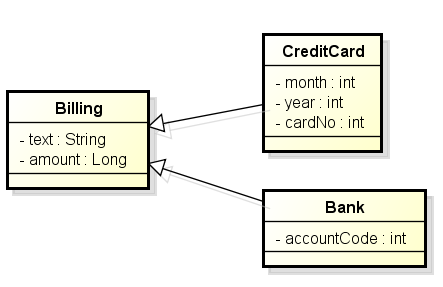 Billing
- text : String
- amount : Long
CreditCard
- month : int
- year : int
- cardNo : int
Bank
- accountCode : int